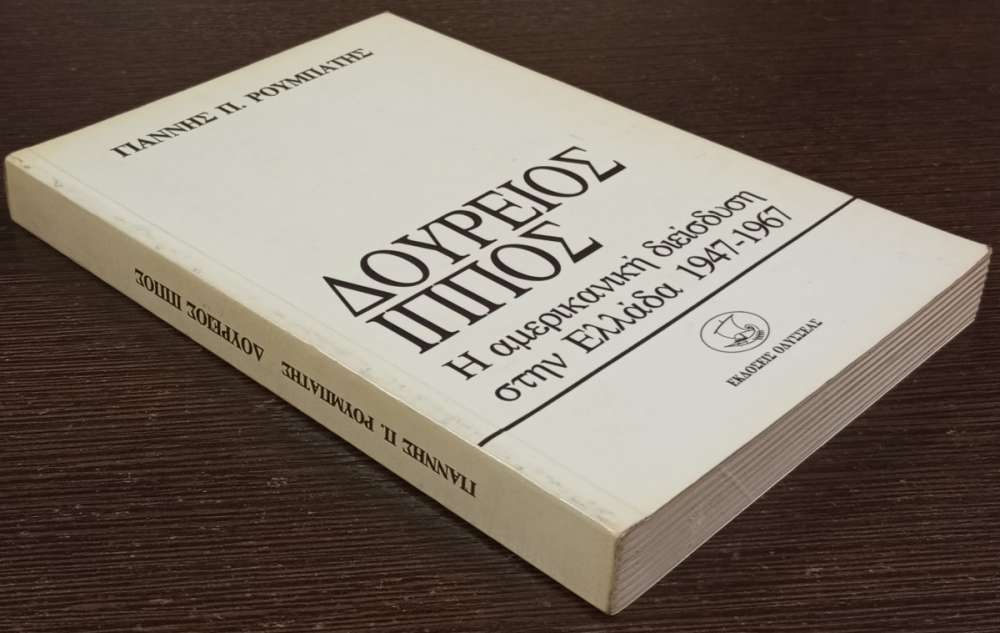 ΓΙΑΝΝΗΣ Π. ΡΟΥΜΠΑΤΗΣ
ΔΟΥΡΕΙΟΣ
ΙΠΠΟΣ
Η αμερικανική διείσδυση
στην Ελλάδα 1947-1967
ΕΚΔΟΣΕΙΣ ΟΔΥΣΣΕΑΣ
ΓΙΑΝΝΗΣ Π. ΡΟΥΜΠΑΤΗΣ ΔΟΥΡΕΙΟΣ ΙΠΠΟΣ